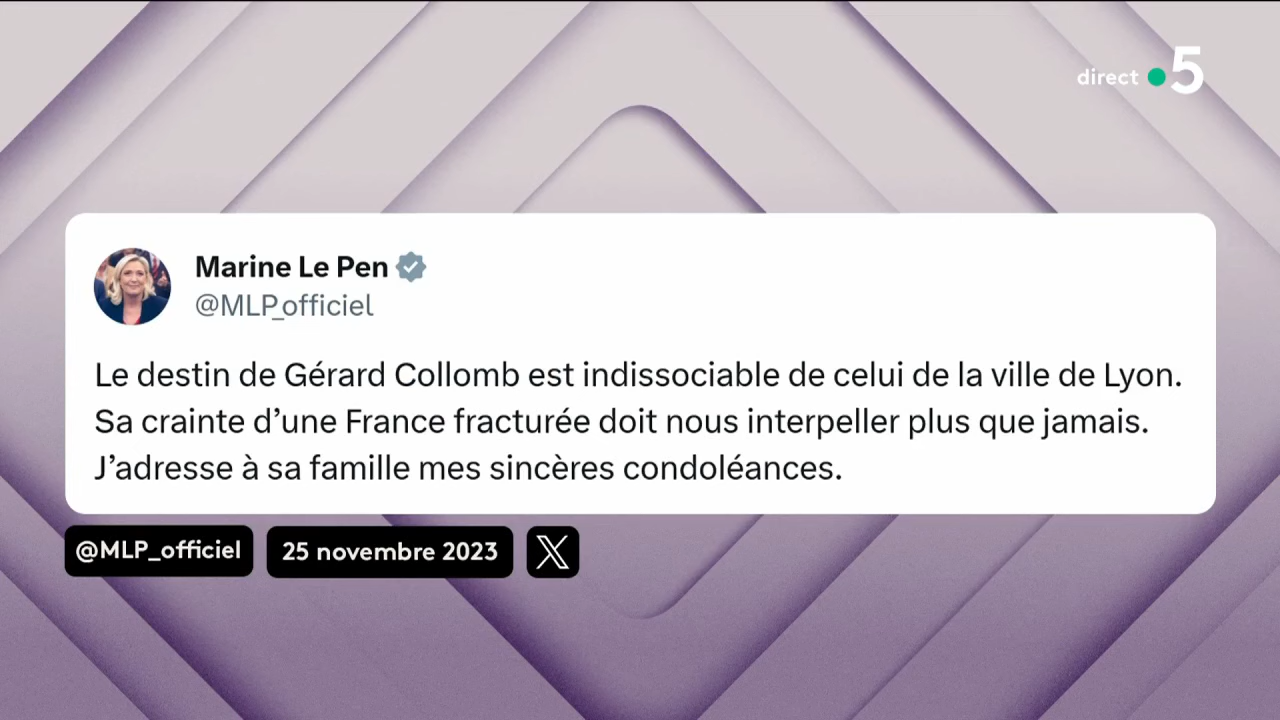 direct 5
Marine Le Pen
@MLP_officiel
Le destin de Gérard Collomb est indissociable de celui de la ville de Lyon.
Sa crainte d’une France fracturée doit nous interpeller plus que jamais.
J’adresse à sa famille mes sincères condoléances.
@MLP_officiel 25 novembre 2023 X